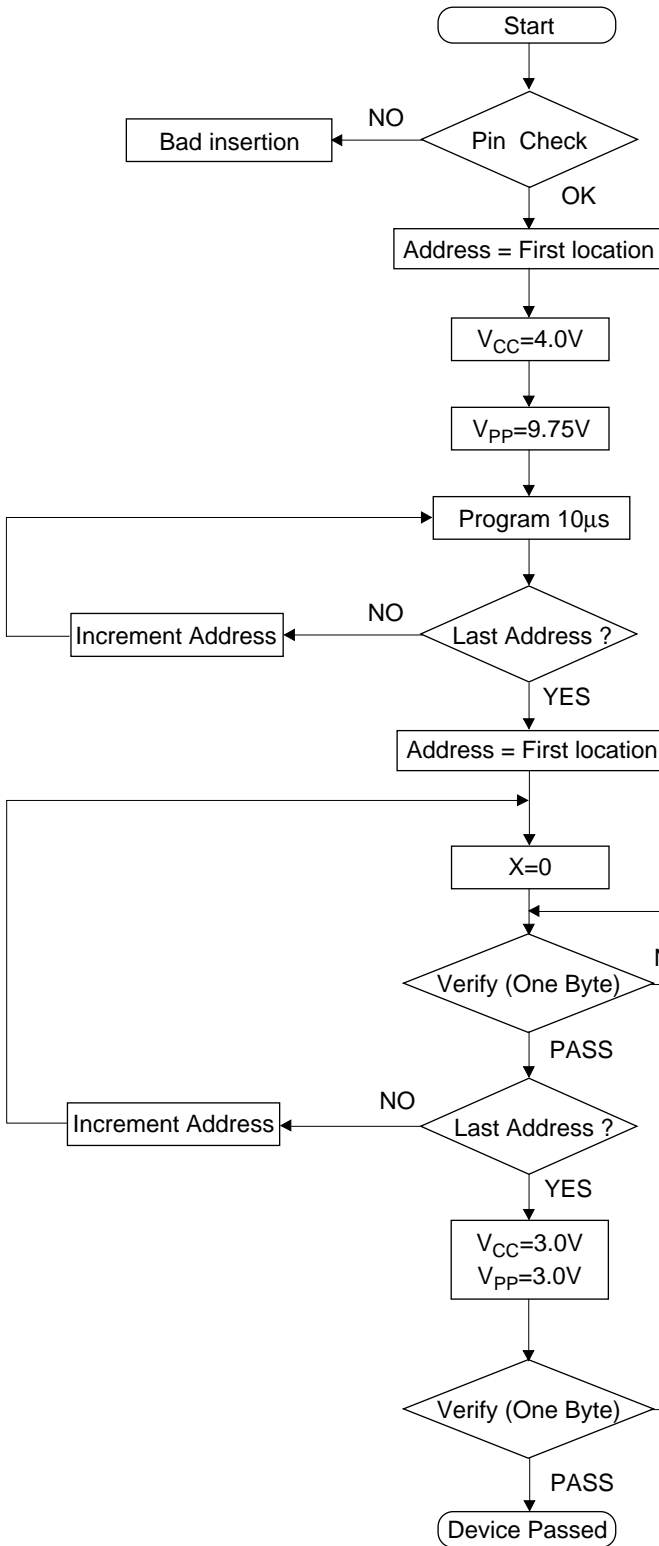 Start
NO
Bad insertion
Pin Check
OK
Address = First location
VCC=4.0V
VPP=9.75V
Program 10μs
NO
Increment Address
Last Address ?
YES
Address = First location
X=0
Verify (One Byte)
PASS
NO
Increment Address
Last Address ?
YES
VCC=3.0V
VPP=3.0V
Verify (One Byte)
PASS
Device Passed